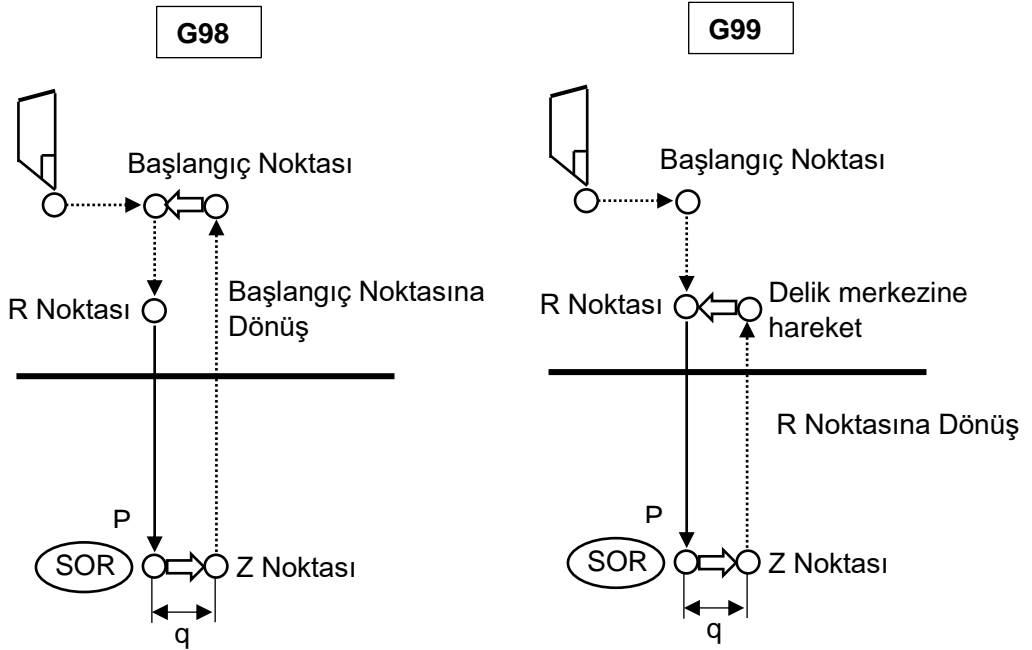 G98
Başlangıç Noktası
R Noktası
Başlangıç Noktasına
Dönüş
P
SOR
Z Noktası
q
G99
Başlangıç Noktası
R Noktası
Delik merkezine
hareket
R Noktasına Dönüş
P
SOR
Z Noktası
q